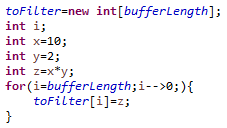 toFilter=new int[bufferLength];
int i;
int x=10;
int y=2;
int z=x*y;
for(i=bufferLength;i-->0;){
    toFilter[i]=z;
}